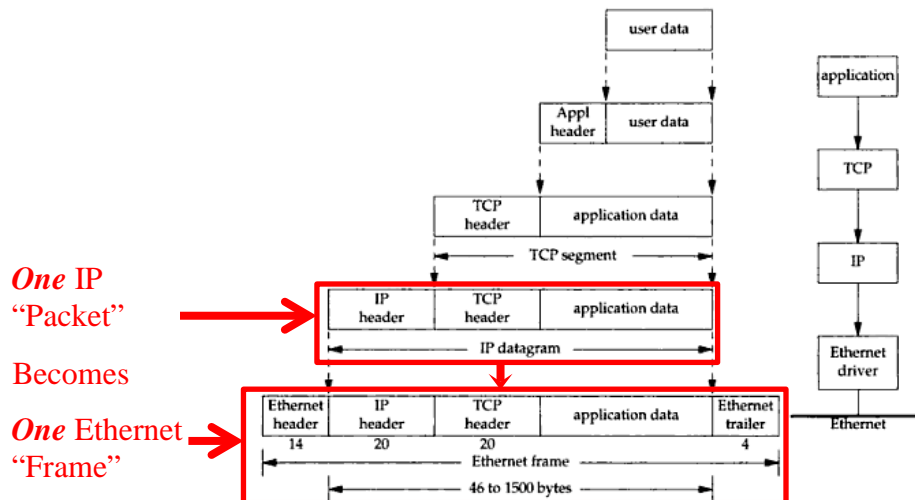 user data
Appl
header
user data
TCP
header
application data
TCP segment
IP
header
TCP
header
application data
IP datagram
Ethernet
header
IP
header
TCP
header
application data
Ethernet
trailer
14
20
20
4
Ethernet frame
46 to 1500 bytes
application
TCP
IP
Ethernet
driver
Ethernet
One IP
“Packet”
Becomes
One Ethernet
“Frame”